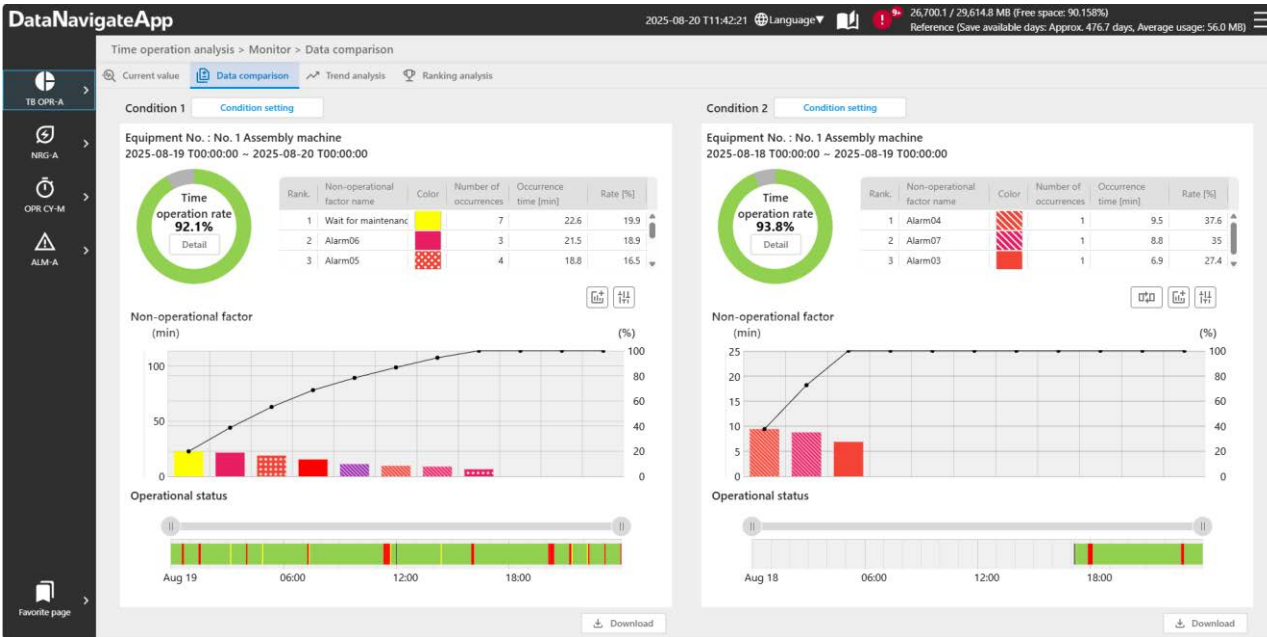 DataNavigateApp
2025-08-20 T11:42:21 Language▼
9+
26,700.1 / 29,614.8 MB (Free space: 90.158%)
Reference (Save available days: Approx. 476.7 days, Average usage: 56.0 MB)
Time operation analysis > Monitor > Data comparison
Current value Data comparison Trend analysis Ranking analysis
TB OPR-A
NRG-A
OPR CY-M
ALM-A
Favorite page
Condition 1 Condition setting
Equipment No. : No. 1 Assembly machine
2025-08-19 T00:00:00 ~ 2025-08-20 T00:00:00
Time
operation rate
92.1%
Detail
Rank. Non-operational factor name Color Number of occurrences Occurrence time [min] Rate [%]
1 Wait for maintenanc 7 22.6 19.9
2 Alarm06 3 21.5 18.9
3 Alarm05 4 18.8 16.5
Non-operational factor
(min) (%)
100 100
80
60
50
40
20
0 0
Operational status
Aug 19 06:00 12:00 18:00
Download
Condition 2 Condition setting
Equipment No. : No. 1 Assembly machine
2025-08-18 T00:00:00 ~ 2025-08-19 T00:00:00
Time
operation rate
93.8%
Detail
Rank. Non-operational factor name Color Number of occurrences Occurrence time [min] Rate [%]
1 Alarm04 1 9.5 37.6
2 Alarm07 1 8.8 35
3 Alarm03 1 6.9 27.4
Non-operational factor
(min) (%)
25 100
20 80
15 60
10 40
5 20
0 0
Operational status
Aug 18 06:00 12:00 18:00
Download